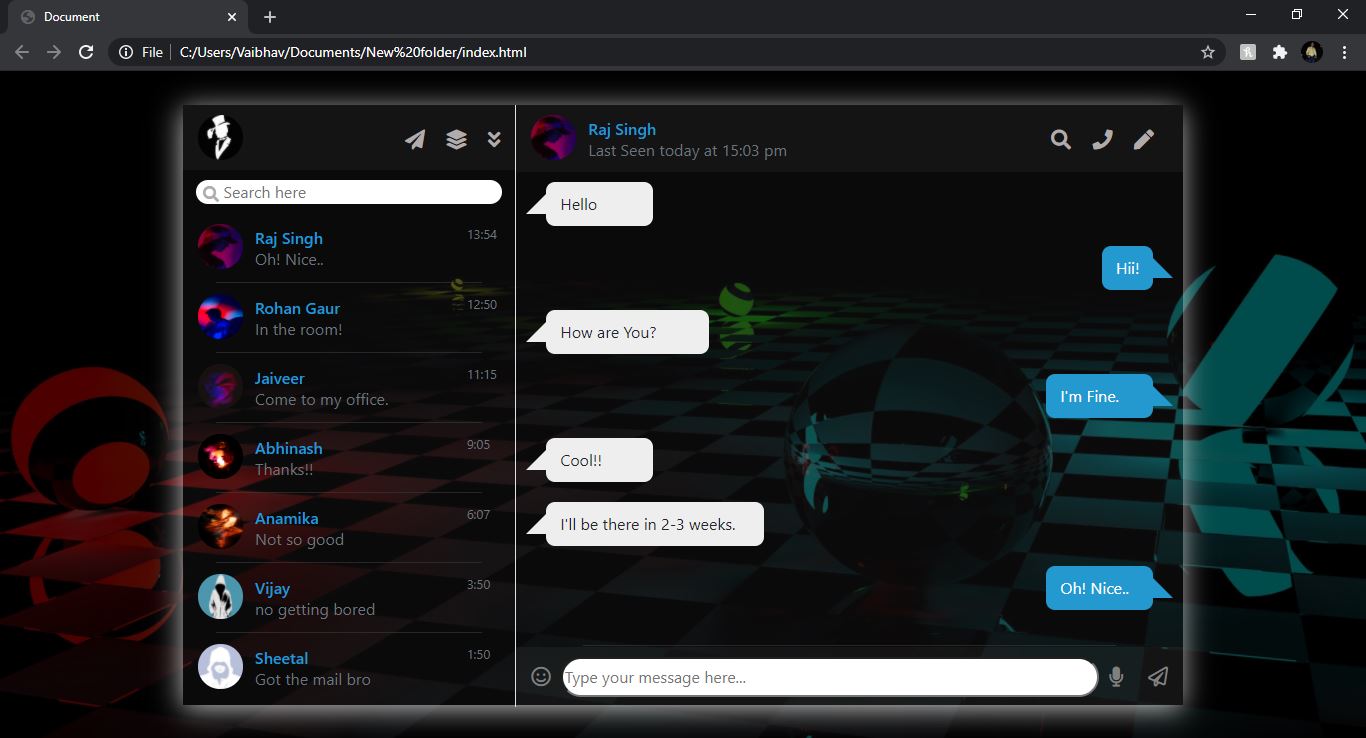 Document
File C:/Users/Vaibhav/Documents/New%20folder/index.html
Search here
Raj Singh 13:54
Oh! Nice..
Rohan Gaur 12:50
In the room!
Jaiveer 11:15
Come to my office.
Abhinash 9:05
Thanks!!
Anamika 6:07
Not so good
Vijay 3:50
no getting bored
Sheetal 1:50
Got the mail bro
Raj Singh
Last Seen today at 15:03 pm
Hello
Hii!
How are You?
I'm Fine.
Cool!!
I'll be there in 2-3 weeks.
Oh! Nice..
Type your message here...